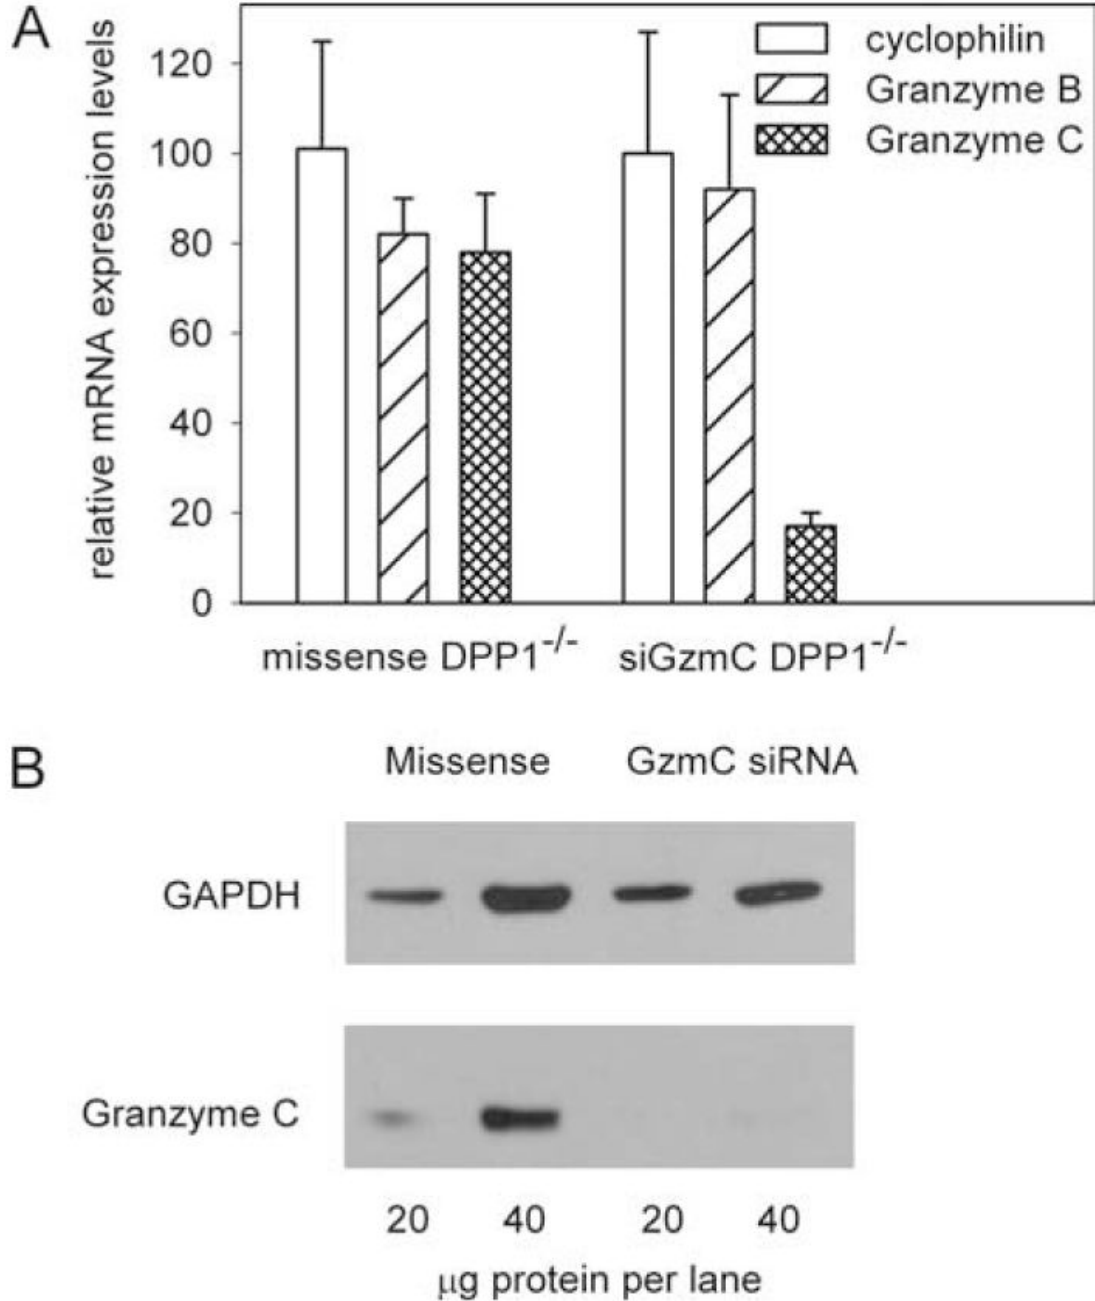 A
relative mRNA expression levels
120
100
80
60
40
20
0
cyclophilin
Granzyme B
Granzyme C
missense DPP1-/-
siGzmC DPP1-/-
B
Missense
GzmC siRNA
GAPDH
Granzyme C
20 40 20 40
µg protein per lane